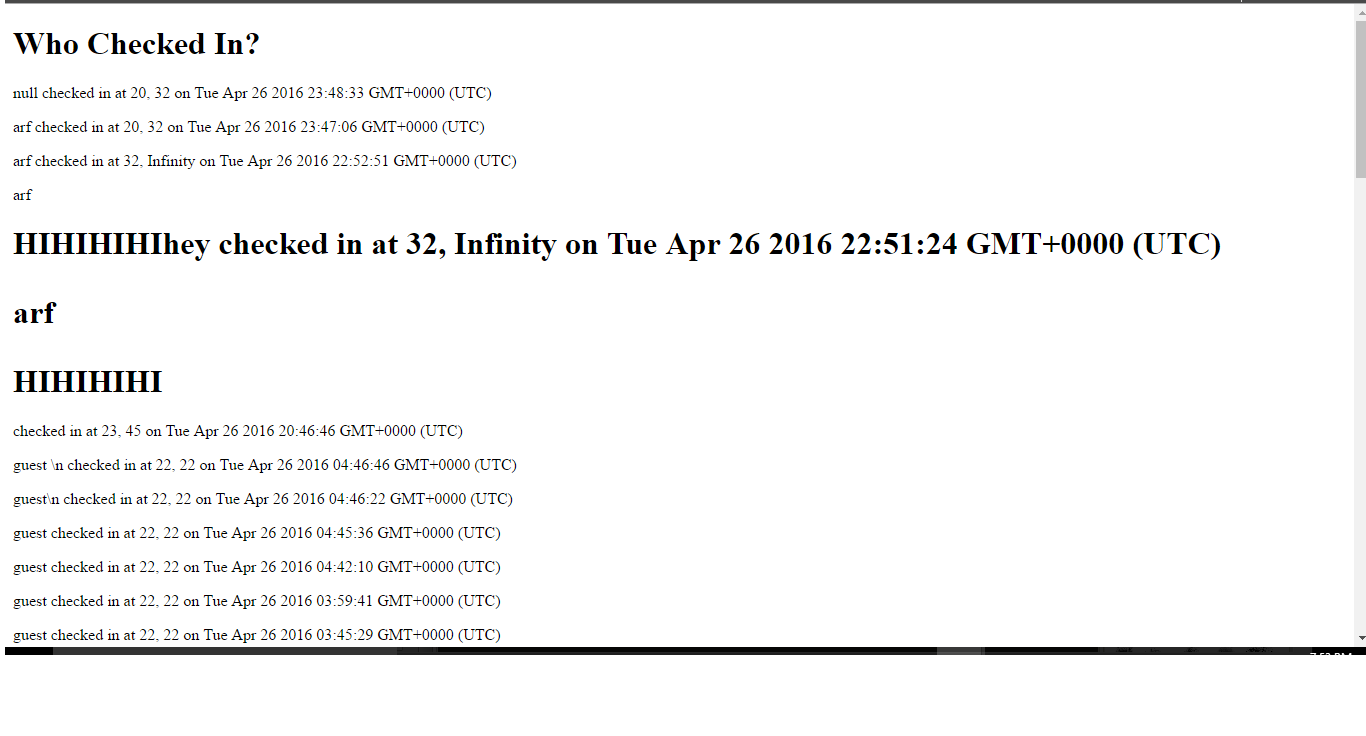 Who Checked In?
null checked in at 20, 32 on Tue Apr 26 2016 23:48:33 GMT+0000 (UTC)
arf checked in at 20, 32 on Tue Apr 26 2016 23:47:06 GMT+0000 (UTC)
arf checked in at 32, Infinity on Tue Apr 26 2016 22:52:51 GMT+0000 (UTC)
arf
HIHIHIHIhey checked in at 32, Infinity on Tue Apr 26 2016 22:51:24 GMT+0000 (UTC)
arf
HIHIHIHI
checked in at 23, 45 on Tue Apr 26 2016 20:46:46 GMT+0000 (UTC)
guest \n checked in at 22, 22 on Tue Apr 26 2016 04:46:46 GMT+0000 (UTC)
guest\n checked in at 22, 22 on Tue Apr 26 2016 04:46:22 GMT+0000 (UTC)
guest checked in at 22, 22 on Tue Apr 26 2016 04:45:36 GMT+0000 (UTC)
guest checked in at 22, 22 on Tue Apr 26 2016 04:42:10 GMT+0000 (UTC)
guest checked in at 22, 22 on Tue Apr 26 2016 03:59:41 GMT+0000 (UTC)
guest checked in at 22, 22 on Tue Apr 26 2016 03:45:29 GMT+0000 (UTC)